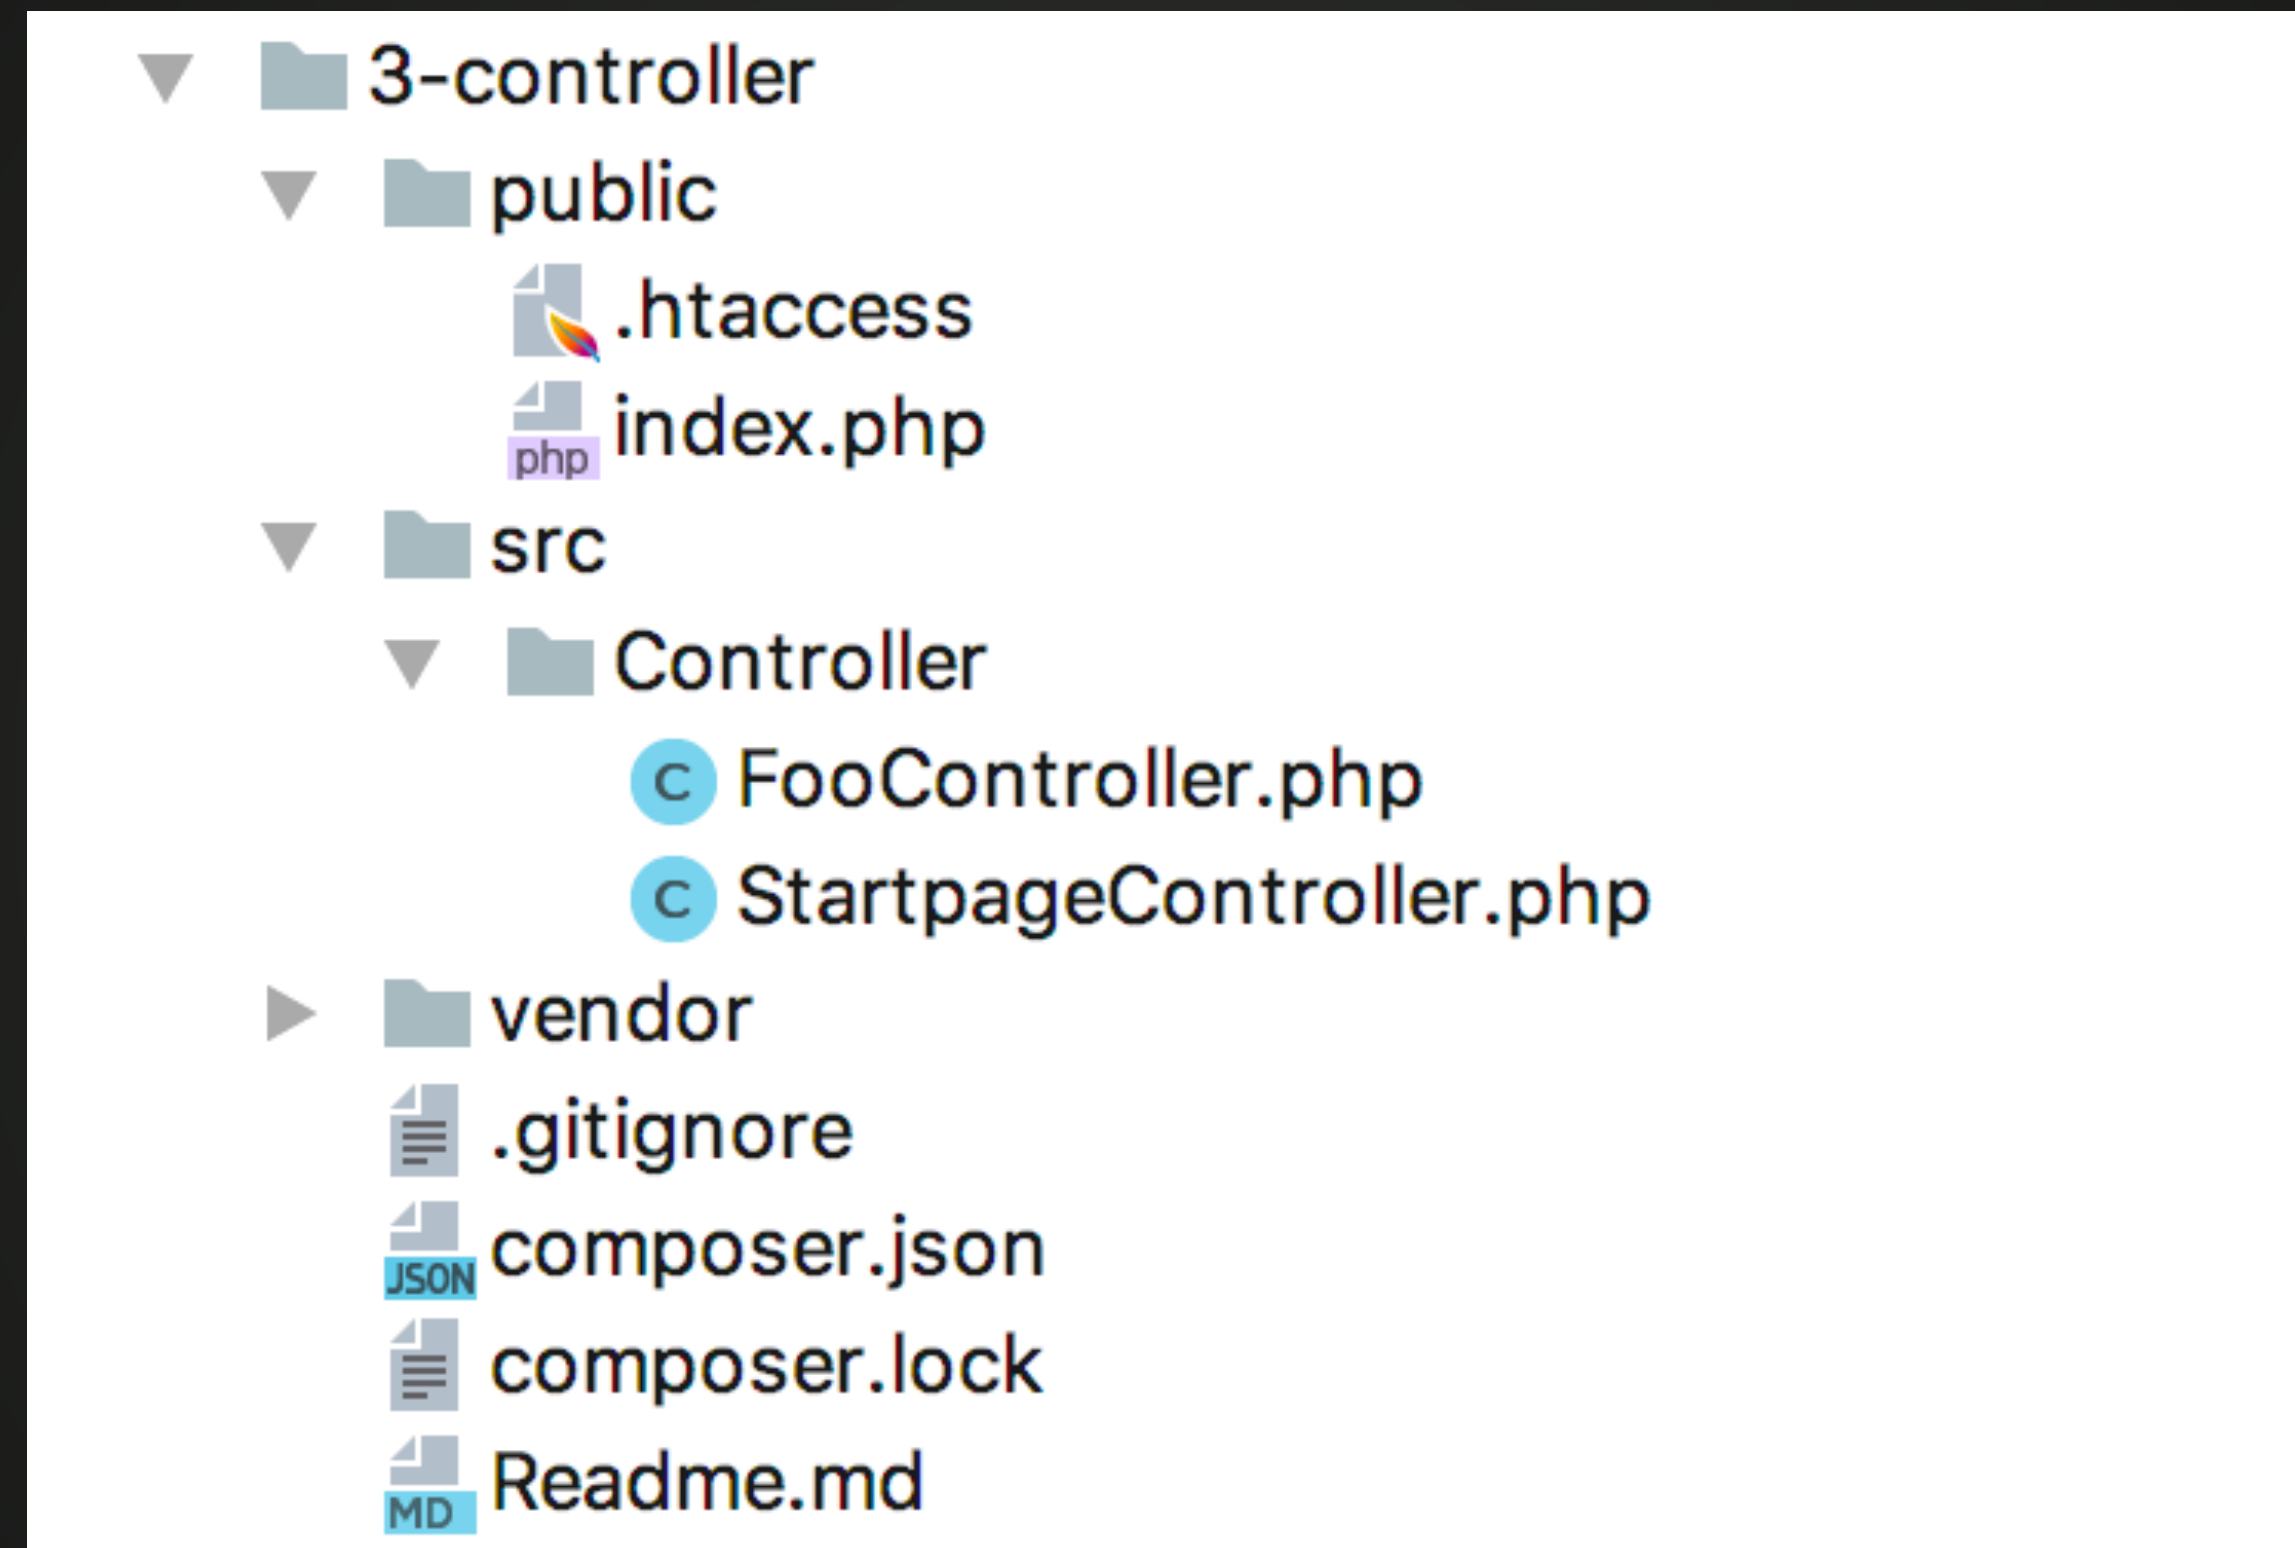 3-controller
public
.htaccess
index.php
php
src
Controller
C FooController.php
C StartpageController.php
vendor
.gitignore
composer.json
JSON
composer.lock
Readme.md
MD